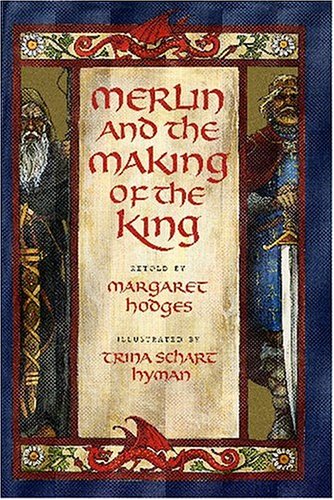 MERLIN
AND THE
MAKING
OF THE
KING
RETOLD BY
MARGARET
HODGES
ILLUSTRATED BY
TRINA SCHART
HYMAN